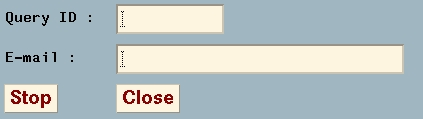 Query ID :
E-mail :
Stop Close